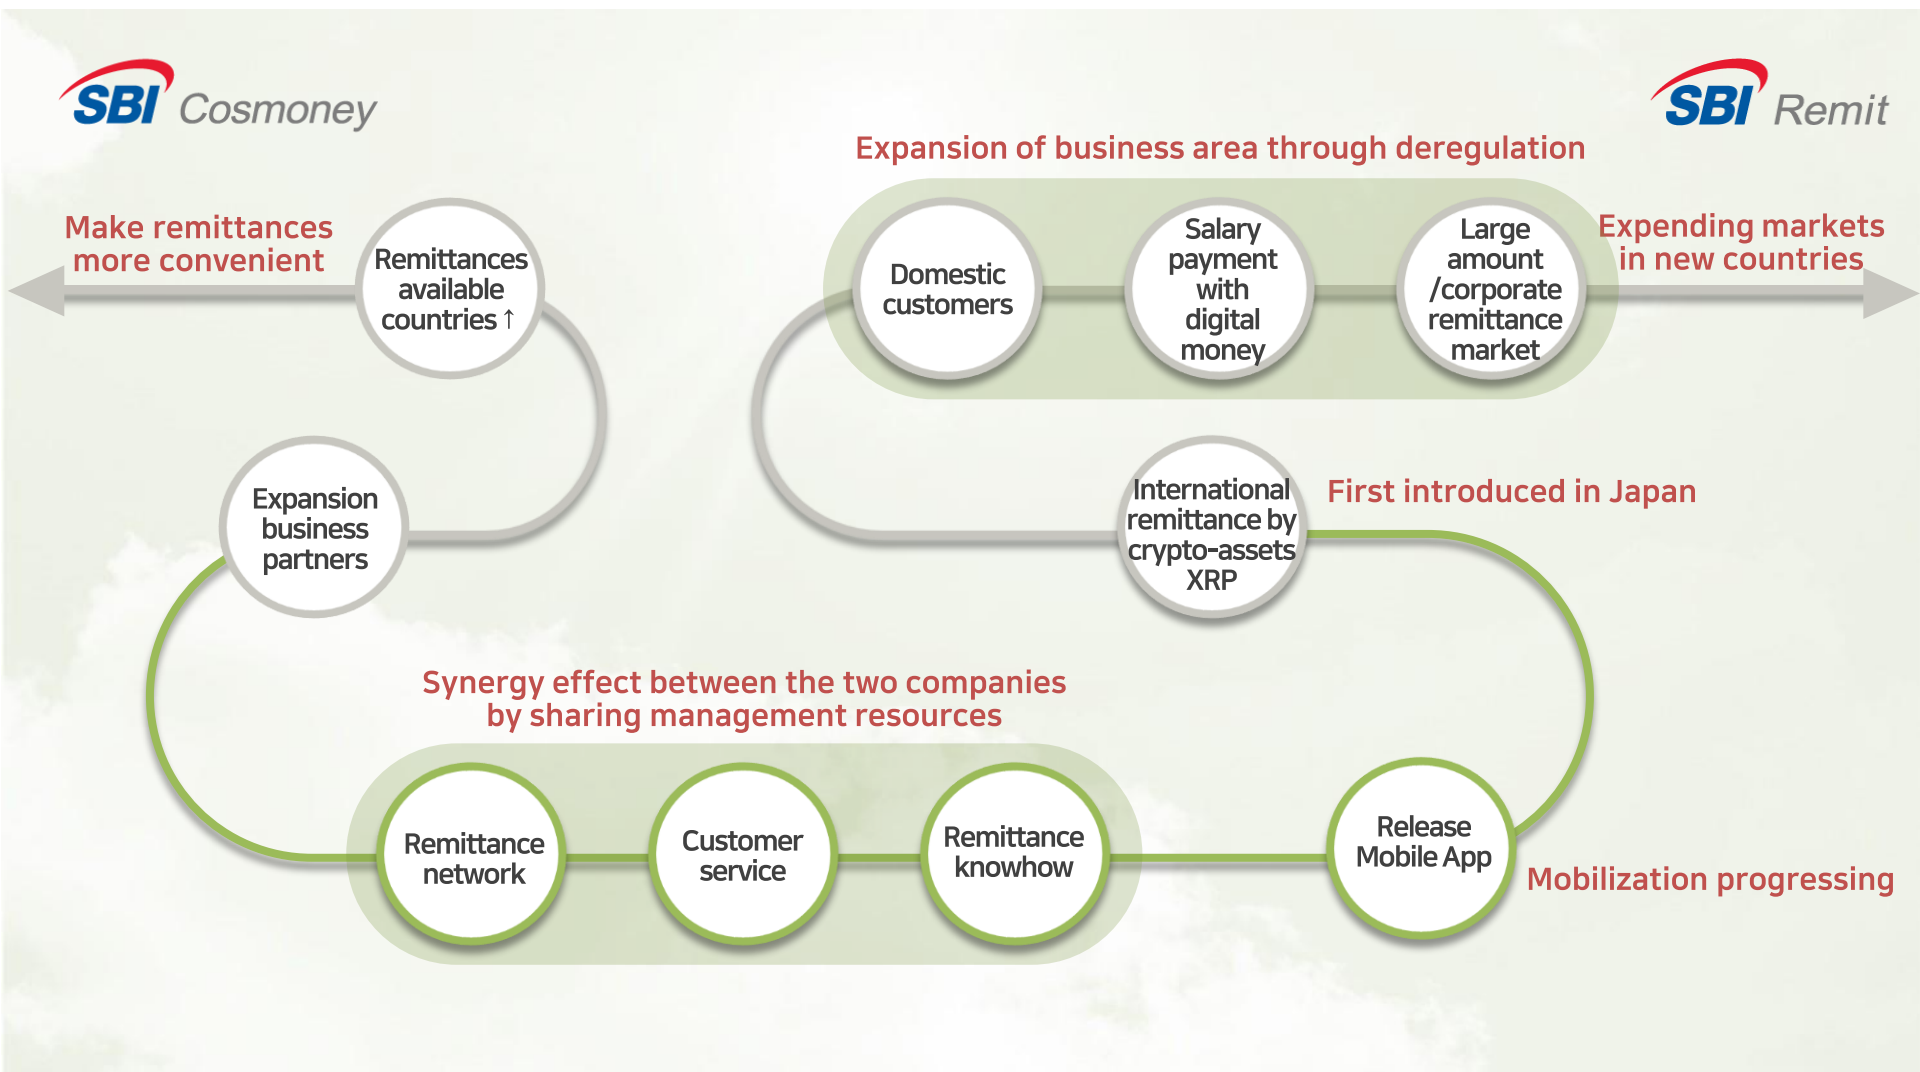 SBI Cosmoney
SBI Remit
Expansion of business area through deregulation
Make remittances
more convenient
Remittances
available
countries ↑
Domestic
customers
Salary
payment
with
digital
money
Large
amount
/corporate
remittance
market
Expending markets
in new countries
Expansion
business
partners
International
remittance by
crypto-assets
XRP
First introduced in Japan
Synergy effect between the two companies
by sharing management resources
Remittance
network
Customer
service
Remittance
knowhow
Release
Mobile App
Mobilization progressing